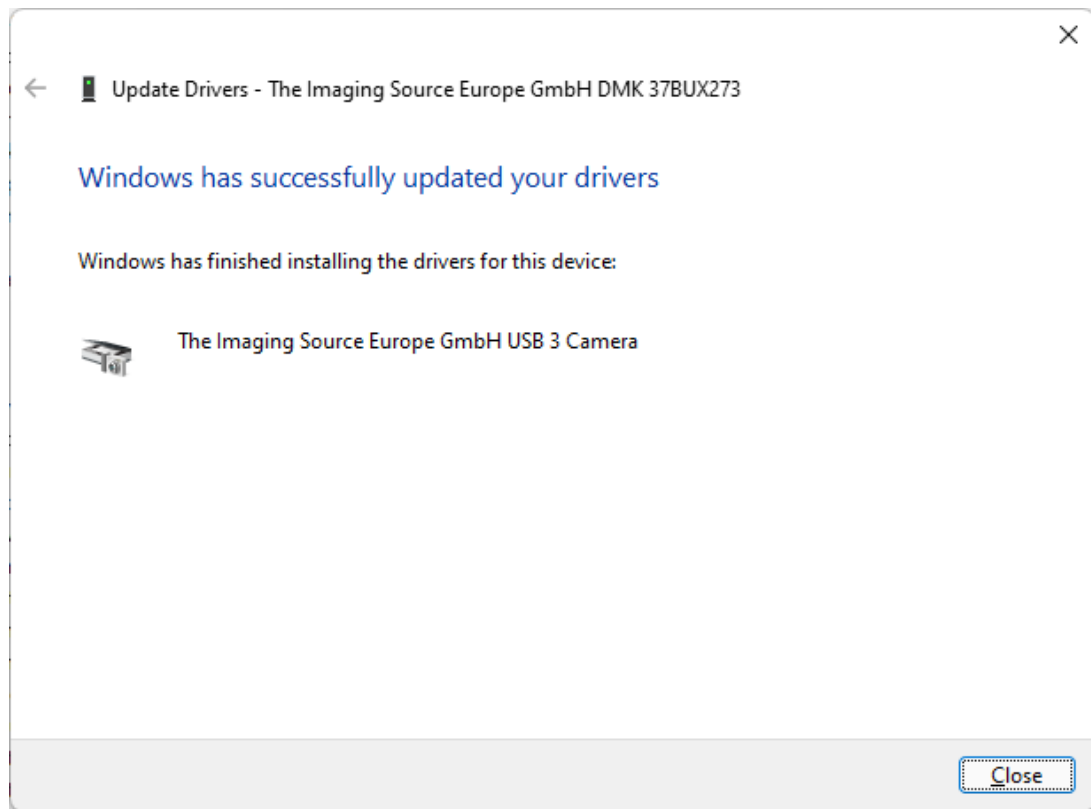 Update Drivers - The Imaging Source Europe GmbH DMK 37BUX273
Windows has successfully updated your drivers
Windows has finished installing the drivers for this device:
The Imaging Source Europe GmbH USB 3 Camera
Close